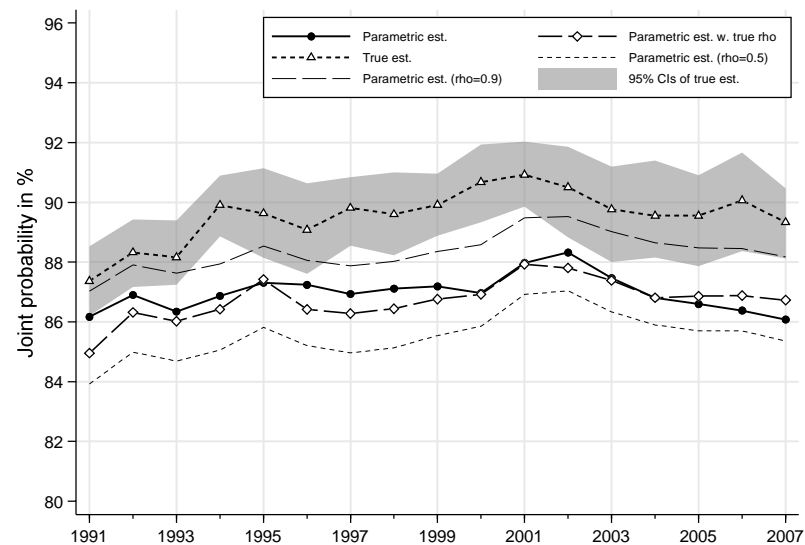 Joint probability in %
96
94
92
90
88
86
84
82
80
Parametric est.
True est.
Parametric est. (rho=0.9)
Parametric est. w. true rho
Parametric est. (rho=0.5)
95% CIs of true est.
1991 1993 1995 1997 1999 2001 2003 2005 2007